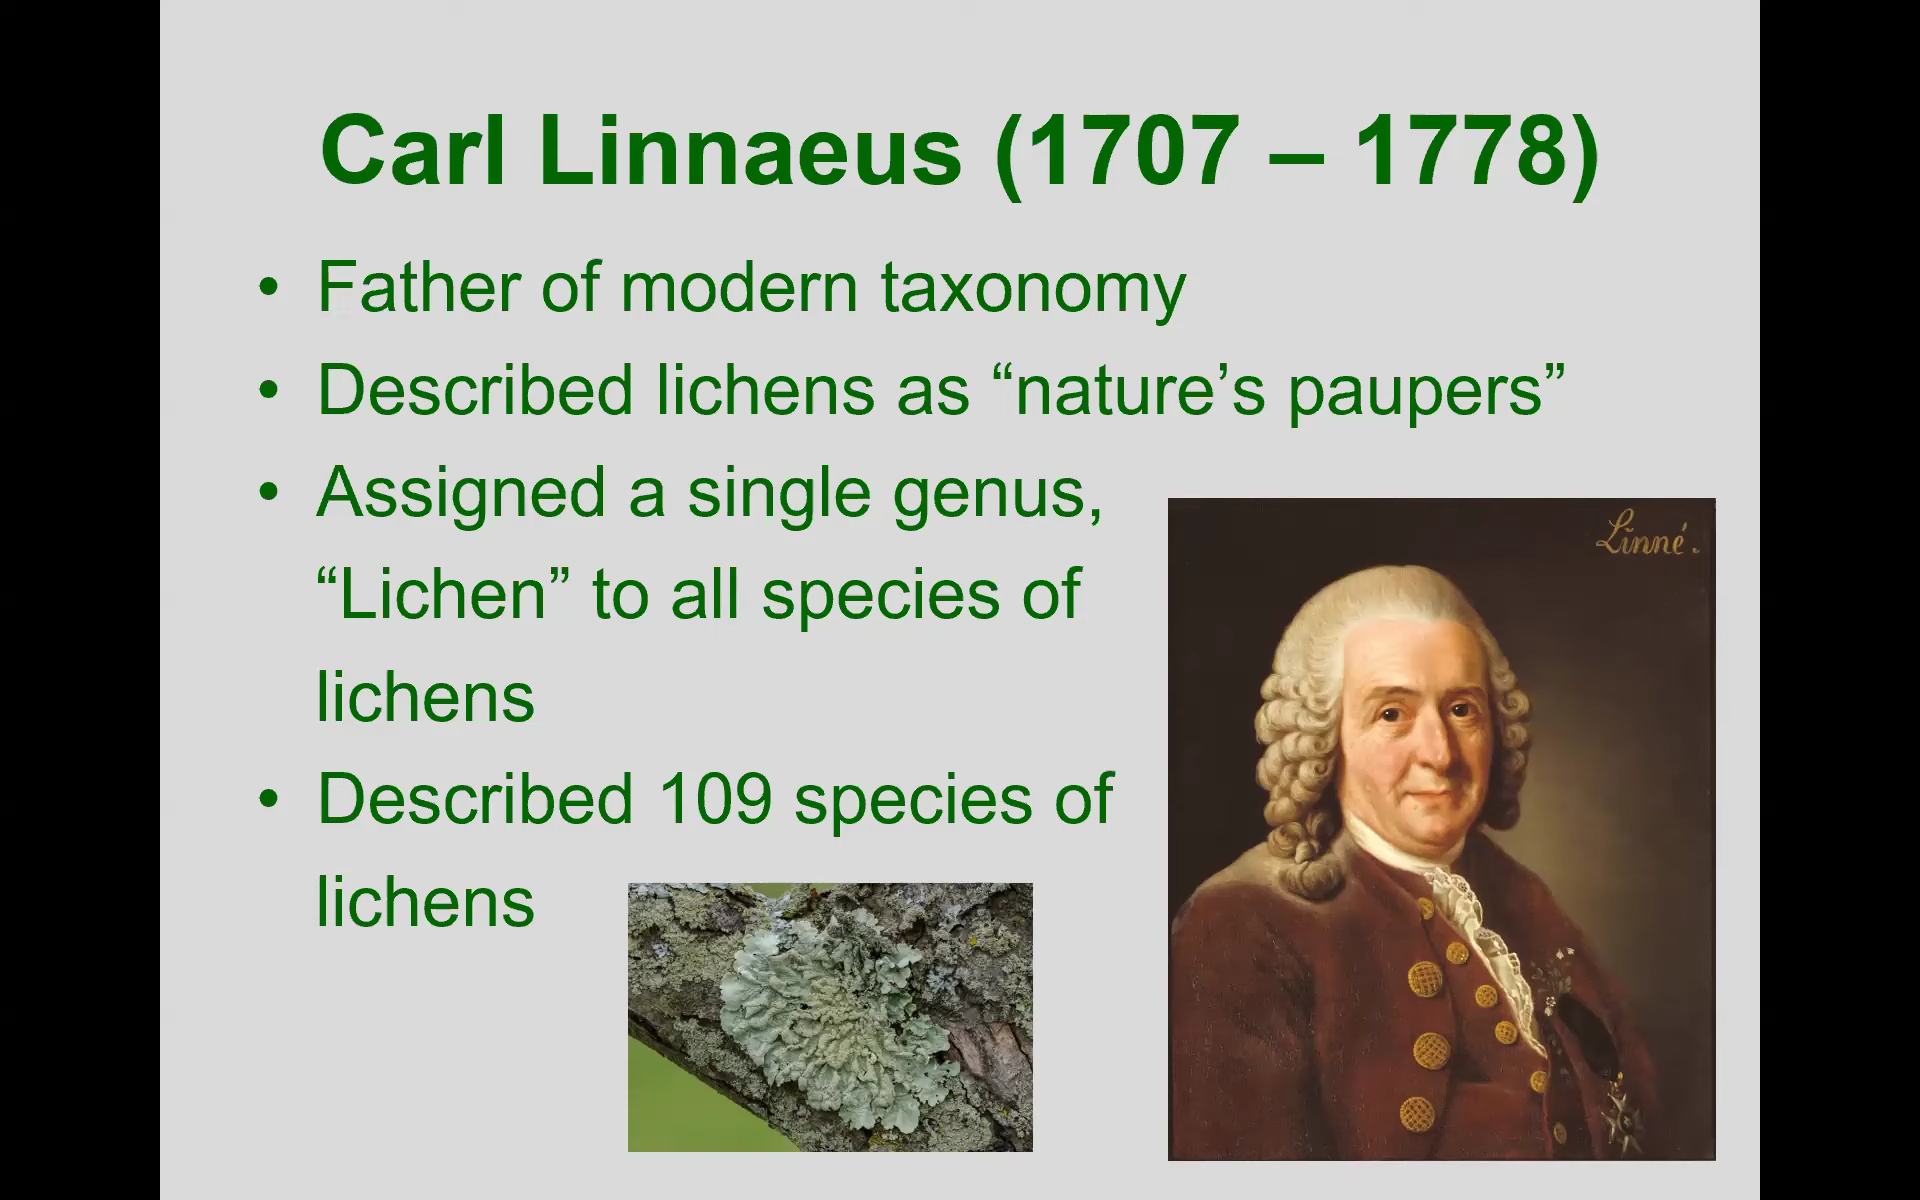 Carl Linnaeus (1707 – 1778)
• Father of modern taxonomy
• Described lichens as “nature’s paupers”
• Assigned a single genus,
“Lichen” to all species of
lichens
• Described 109 species of
lichens
Linné.